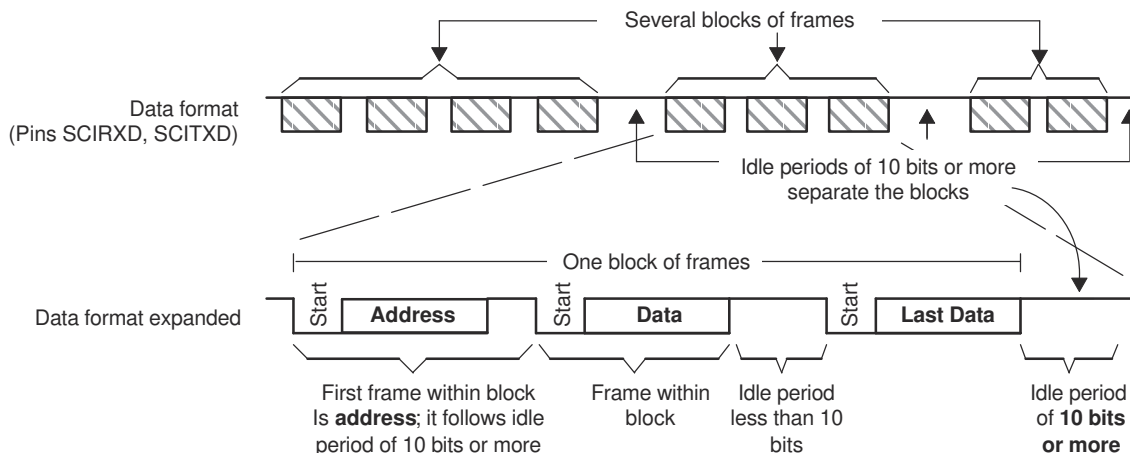 Several blocks of frames
Data format
(Pins SCIRXD, SCITXD)
Idle periods of 10 bits or more
separate the blocks
One block of frames
Data format expanded
Start
Address
Start
Data
Start
Last Data
First frame within block
Is address; it follows idle
period of 10 bits or more
Frame within
block
Idle period
less than 10
bits
Idle period
of 10 bits
or more